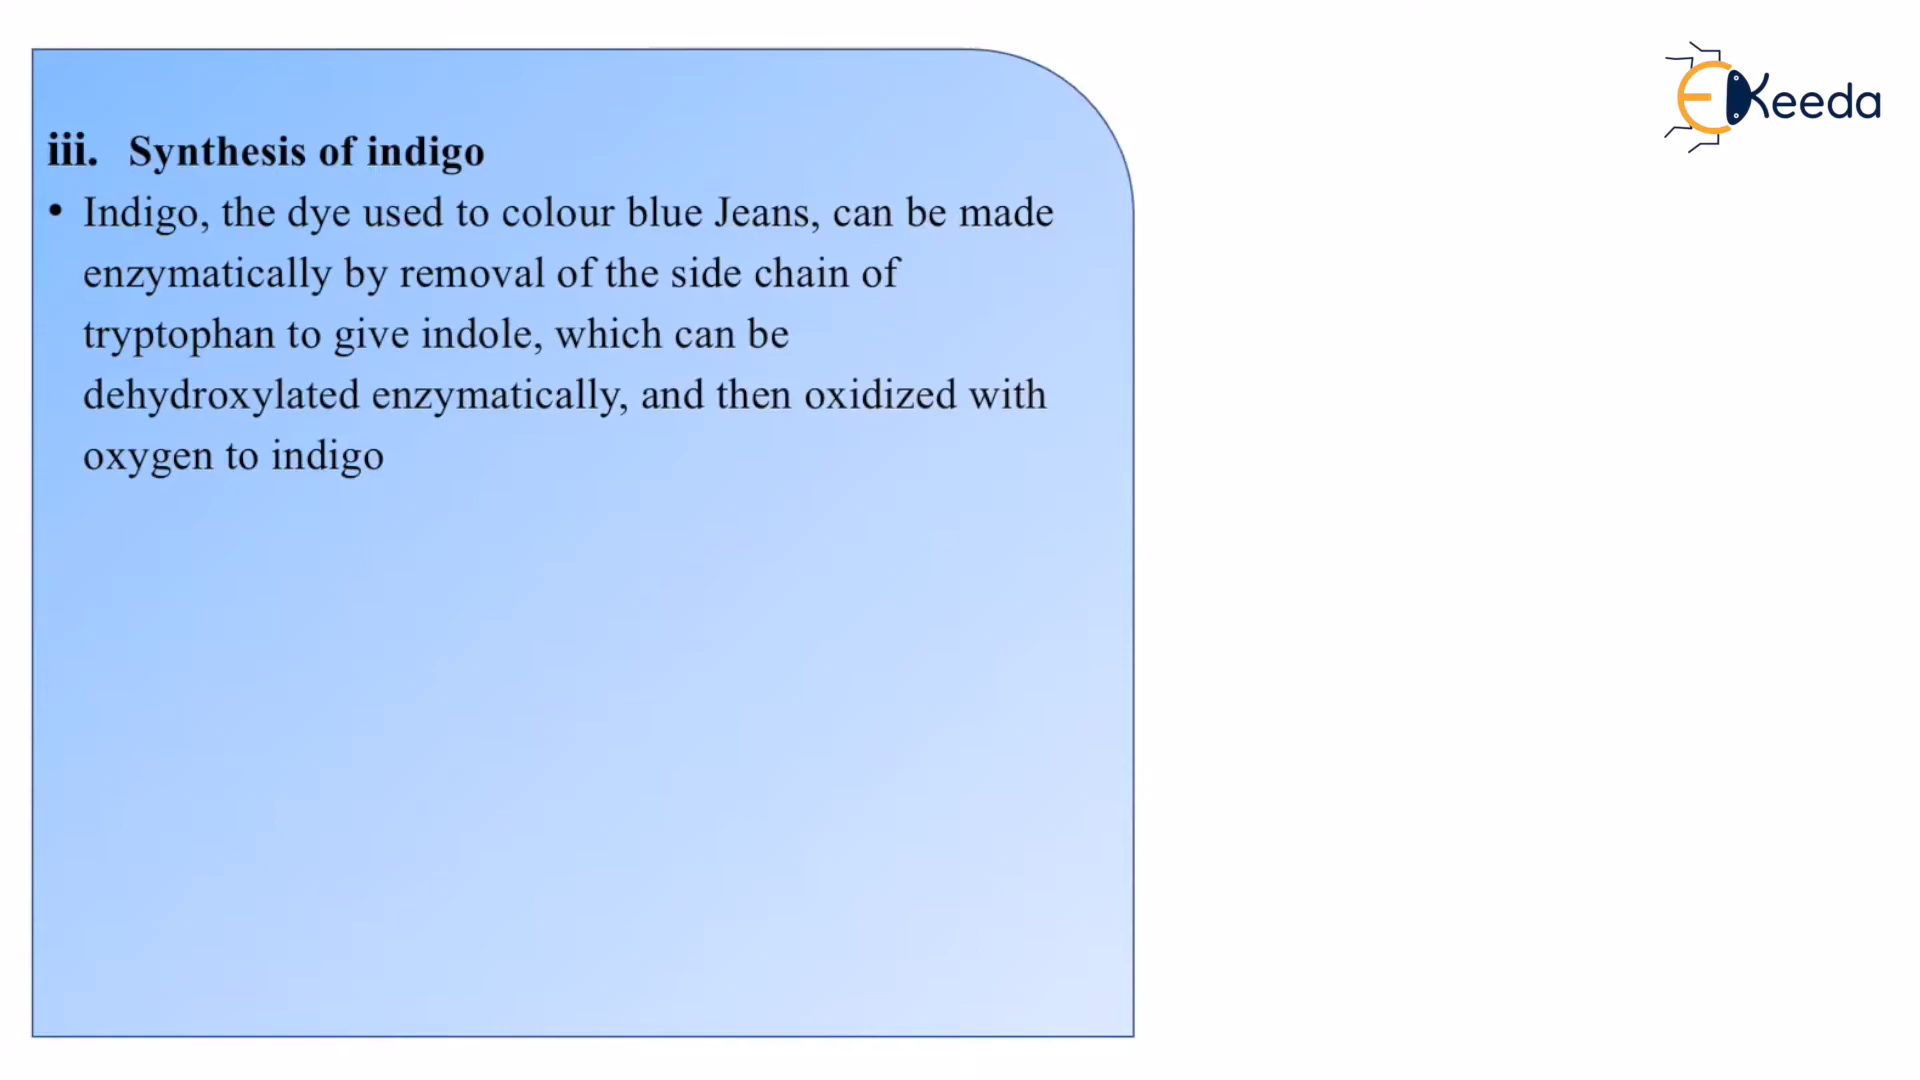 EKeeda
iii. Synthesis of indigo
• Indigo, the dye used to colour blue Jeans, can be made
enzymatically by removal of the side chain of
tryptophan to give indole, which can be
dehydroxylated enzymatically, and then oxidized with
oxygen to indigo